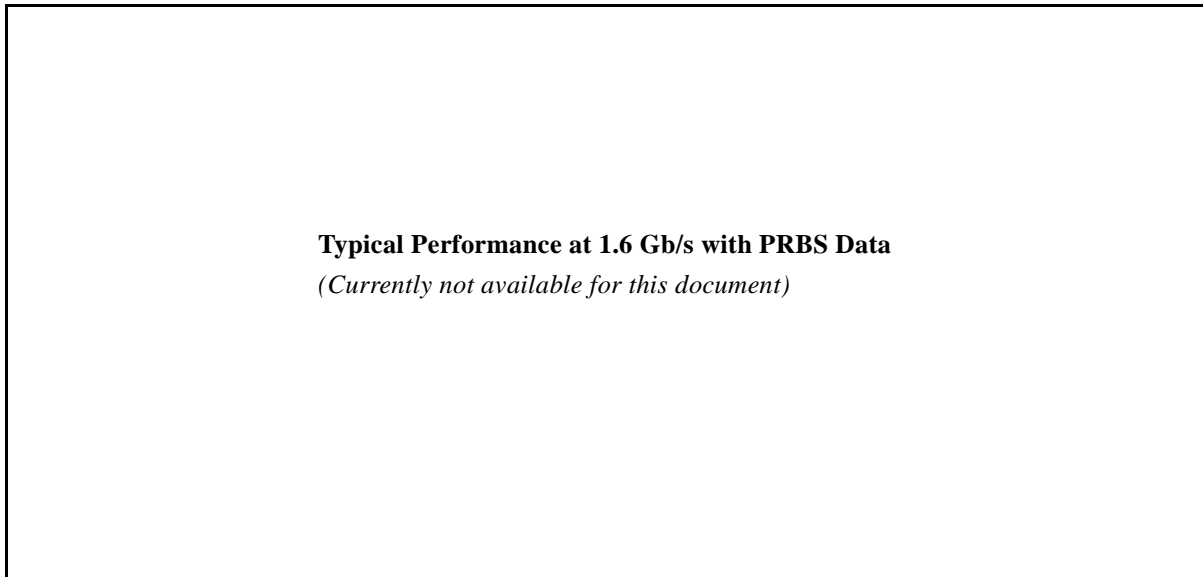 Typical Performance at 1.6 Gb/s with PRBS Data
(Currently not available for this document)